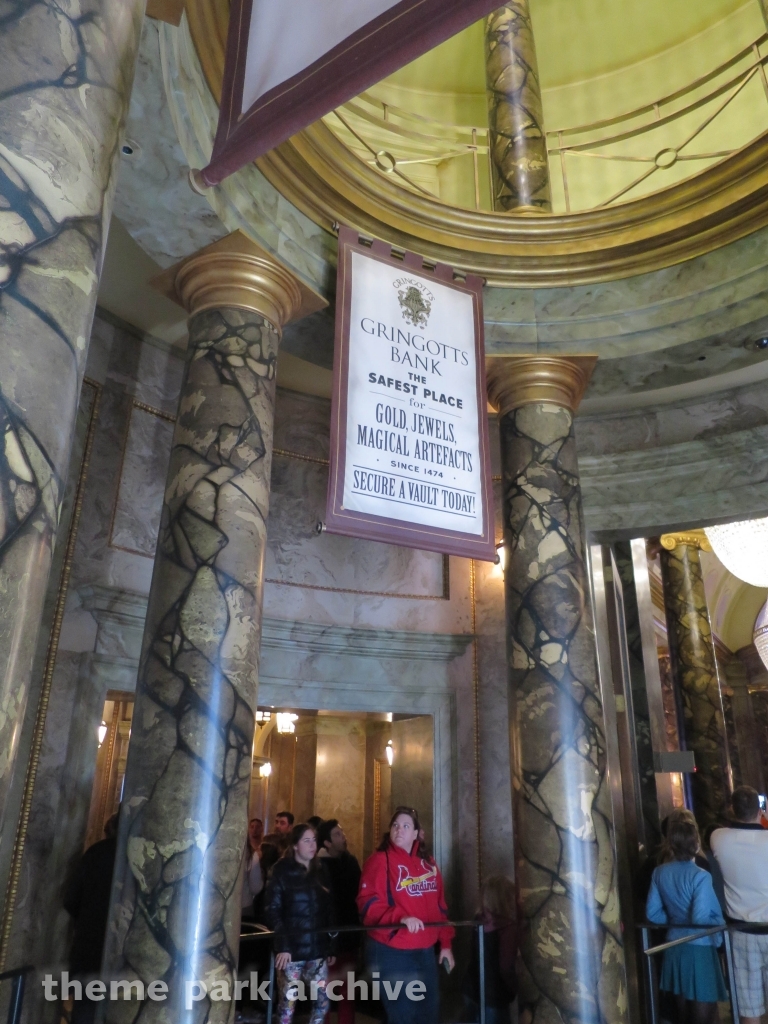 GRINGOTTS
GRINGOTTS
BANK
THE
SAFEST PLACE
for
GOLD, JEWELS,
MAGICAL ARTEFACTS
· SINCE 1474 ·
SECURE A VAULT TODAY!
Cardinals
theme park archive